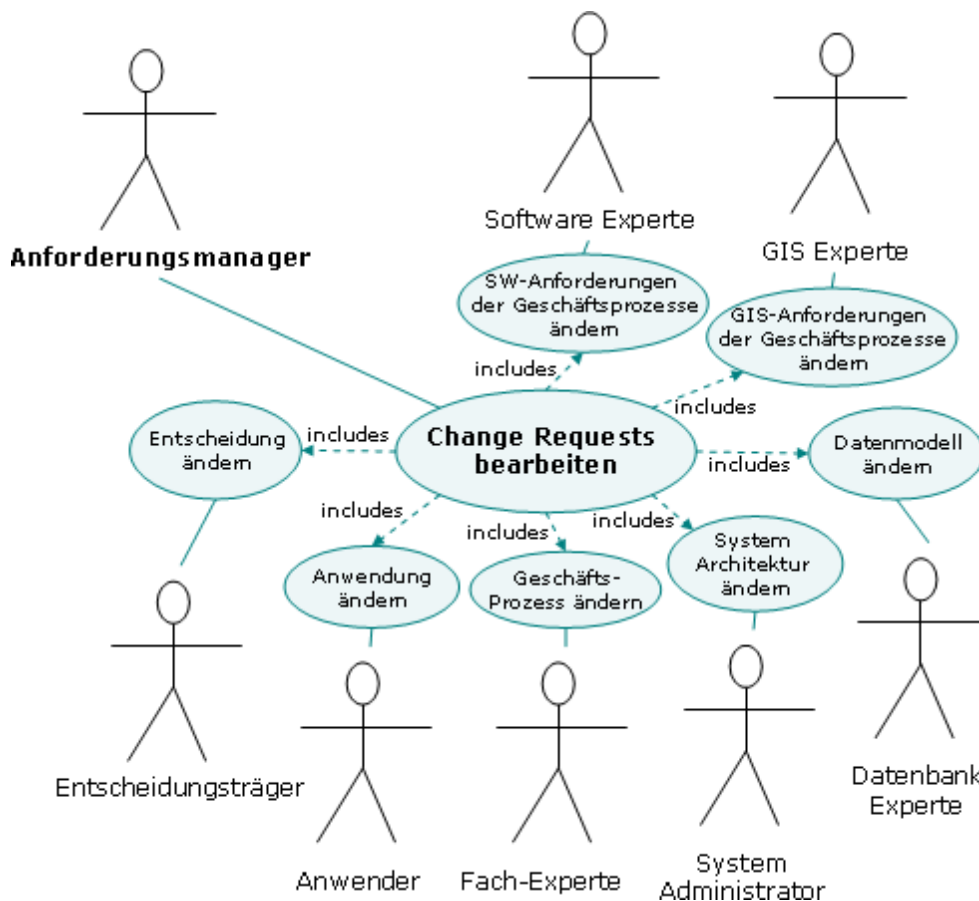 Software Experte
Anforderungsmanager
GIS Experte
SW-Anforderungen
der Geschäftsprozesse
ändern
GIS-Anforderungen
der Geschäftsprozesse
ändern
includes
includes
Entscheidung
ändern
includes
Change Requests
bearbeiten
includes
Datenmodell
ändern
includes
includes
includes
Anwendung
ändern
Geschäfts-
Prozess ändern
System
Architektur
ändern
Entscheidungsträger
Datenbank
Experte
Anwender
Fach-Experte
System
Administrator